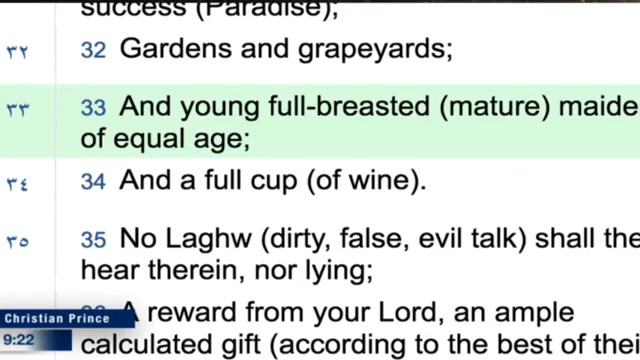 success (Paradise);
٣٢ 32 Gardens and grapeyards;
٣٣ 33 And young full-breasted (mature) maide
of equal age;
٣٤ 34 And a full cup (of wine).
٣٥ 35 No Laghw (dirty, false, evil talk) shall the
hear therein, nor lying;
A reward from your Lord, an ample
calculated gift (according to the best of thei
Christian Prince
9:22